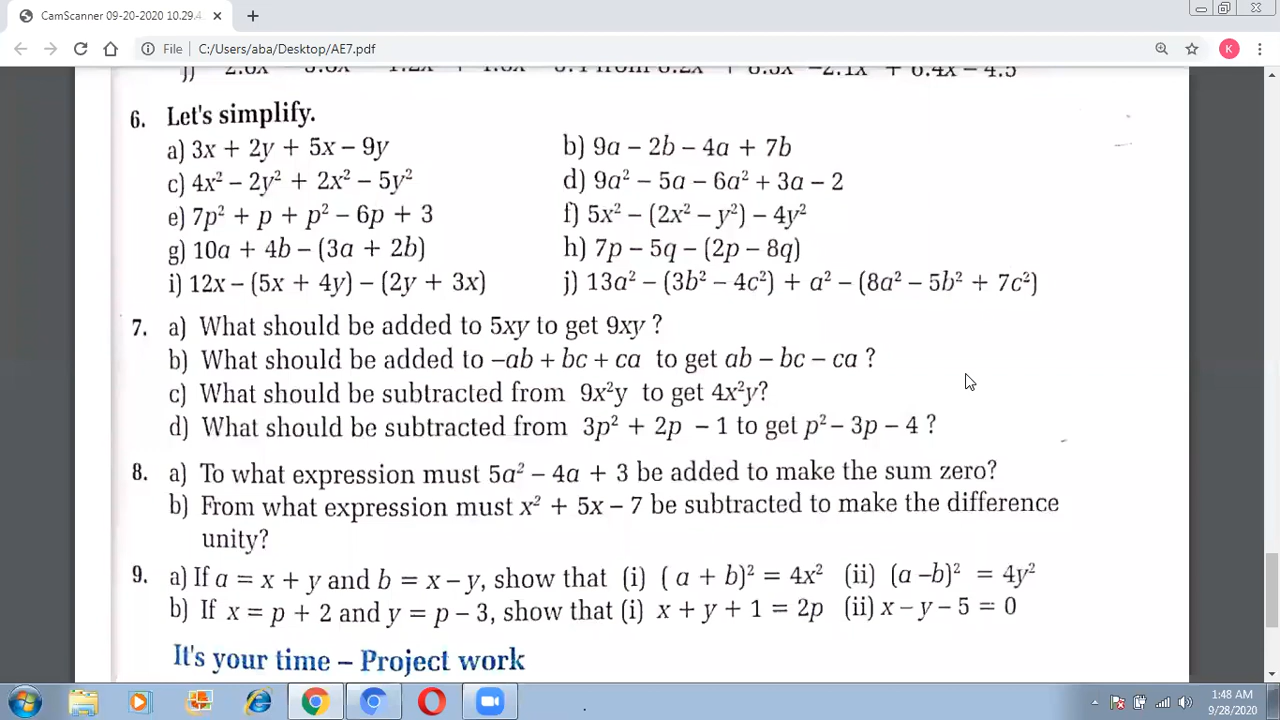 CamScanner 09-20-2020 10.29.4
File C:/Users/aba/Desktop/AE7.pdf
K
6. Let's simplify.
a) 3x + 2y + 5x – 9y b) 9a – 2b – 4a + 7b
c) 4x² – 2y² + 2x² – 5y² d) 9a² – 5a – 6a² + 3a – 2
e) 7p² + p + p² – 6p + 3 f) 5x² – (2x² – y²) – 4y²
g) 10a + 4b – (3a + 2b) h) 7p – 5q – (2p – 8q)
i) 12x – (5x + 4y) – (2y + 3x) j) 13a² – (3b² – 4c²) + a² – (8a² – 5b² + 7c²)
7. a) What should be added to 5xy to get 9xy ?
b) What should be added to –ab + bc + ca to get ab – bc – ca ?
c) What should be subtracted from 9x²y to get 4x²y?
d) What should be subtracted from 3p² + 2p – 1 to get p² – 3p – 4 ?
8. a) To what expression must 5a² – 4a + 3 be added to make the sum zero?
b) From what expression must x² + 5x – 7 be subtracted to make the difference
unity?
9. a) If a = x + y and b = x – y, show that (i) ( a + b)² = 4x² (ii) (a –b)² = 4y²
b) If x = p + 2 and y = p – 3, show that (i) x + y + 1 = 2p (ii) x – y – 5 = 0
It's your time – Project work
1:48 AM
9/28/2020